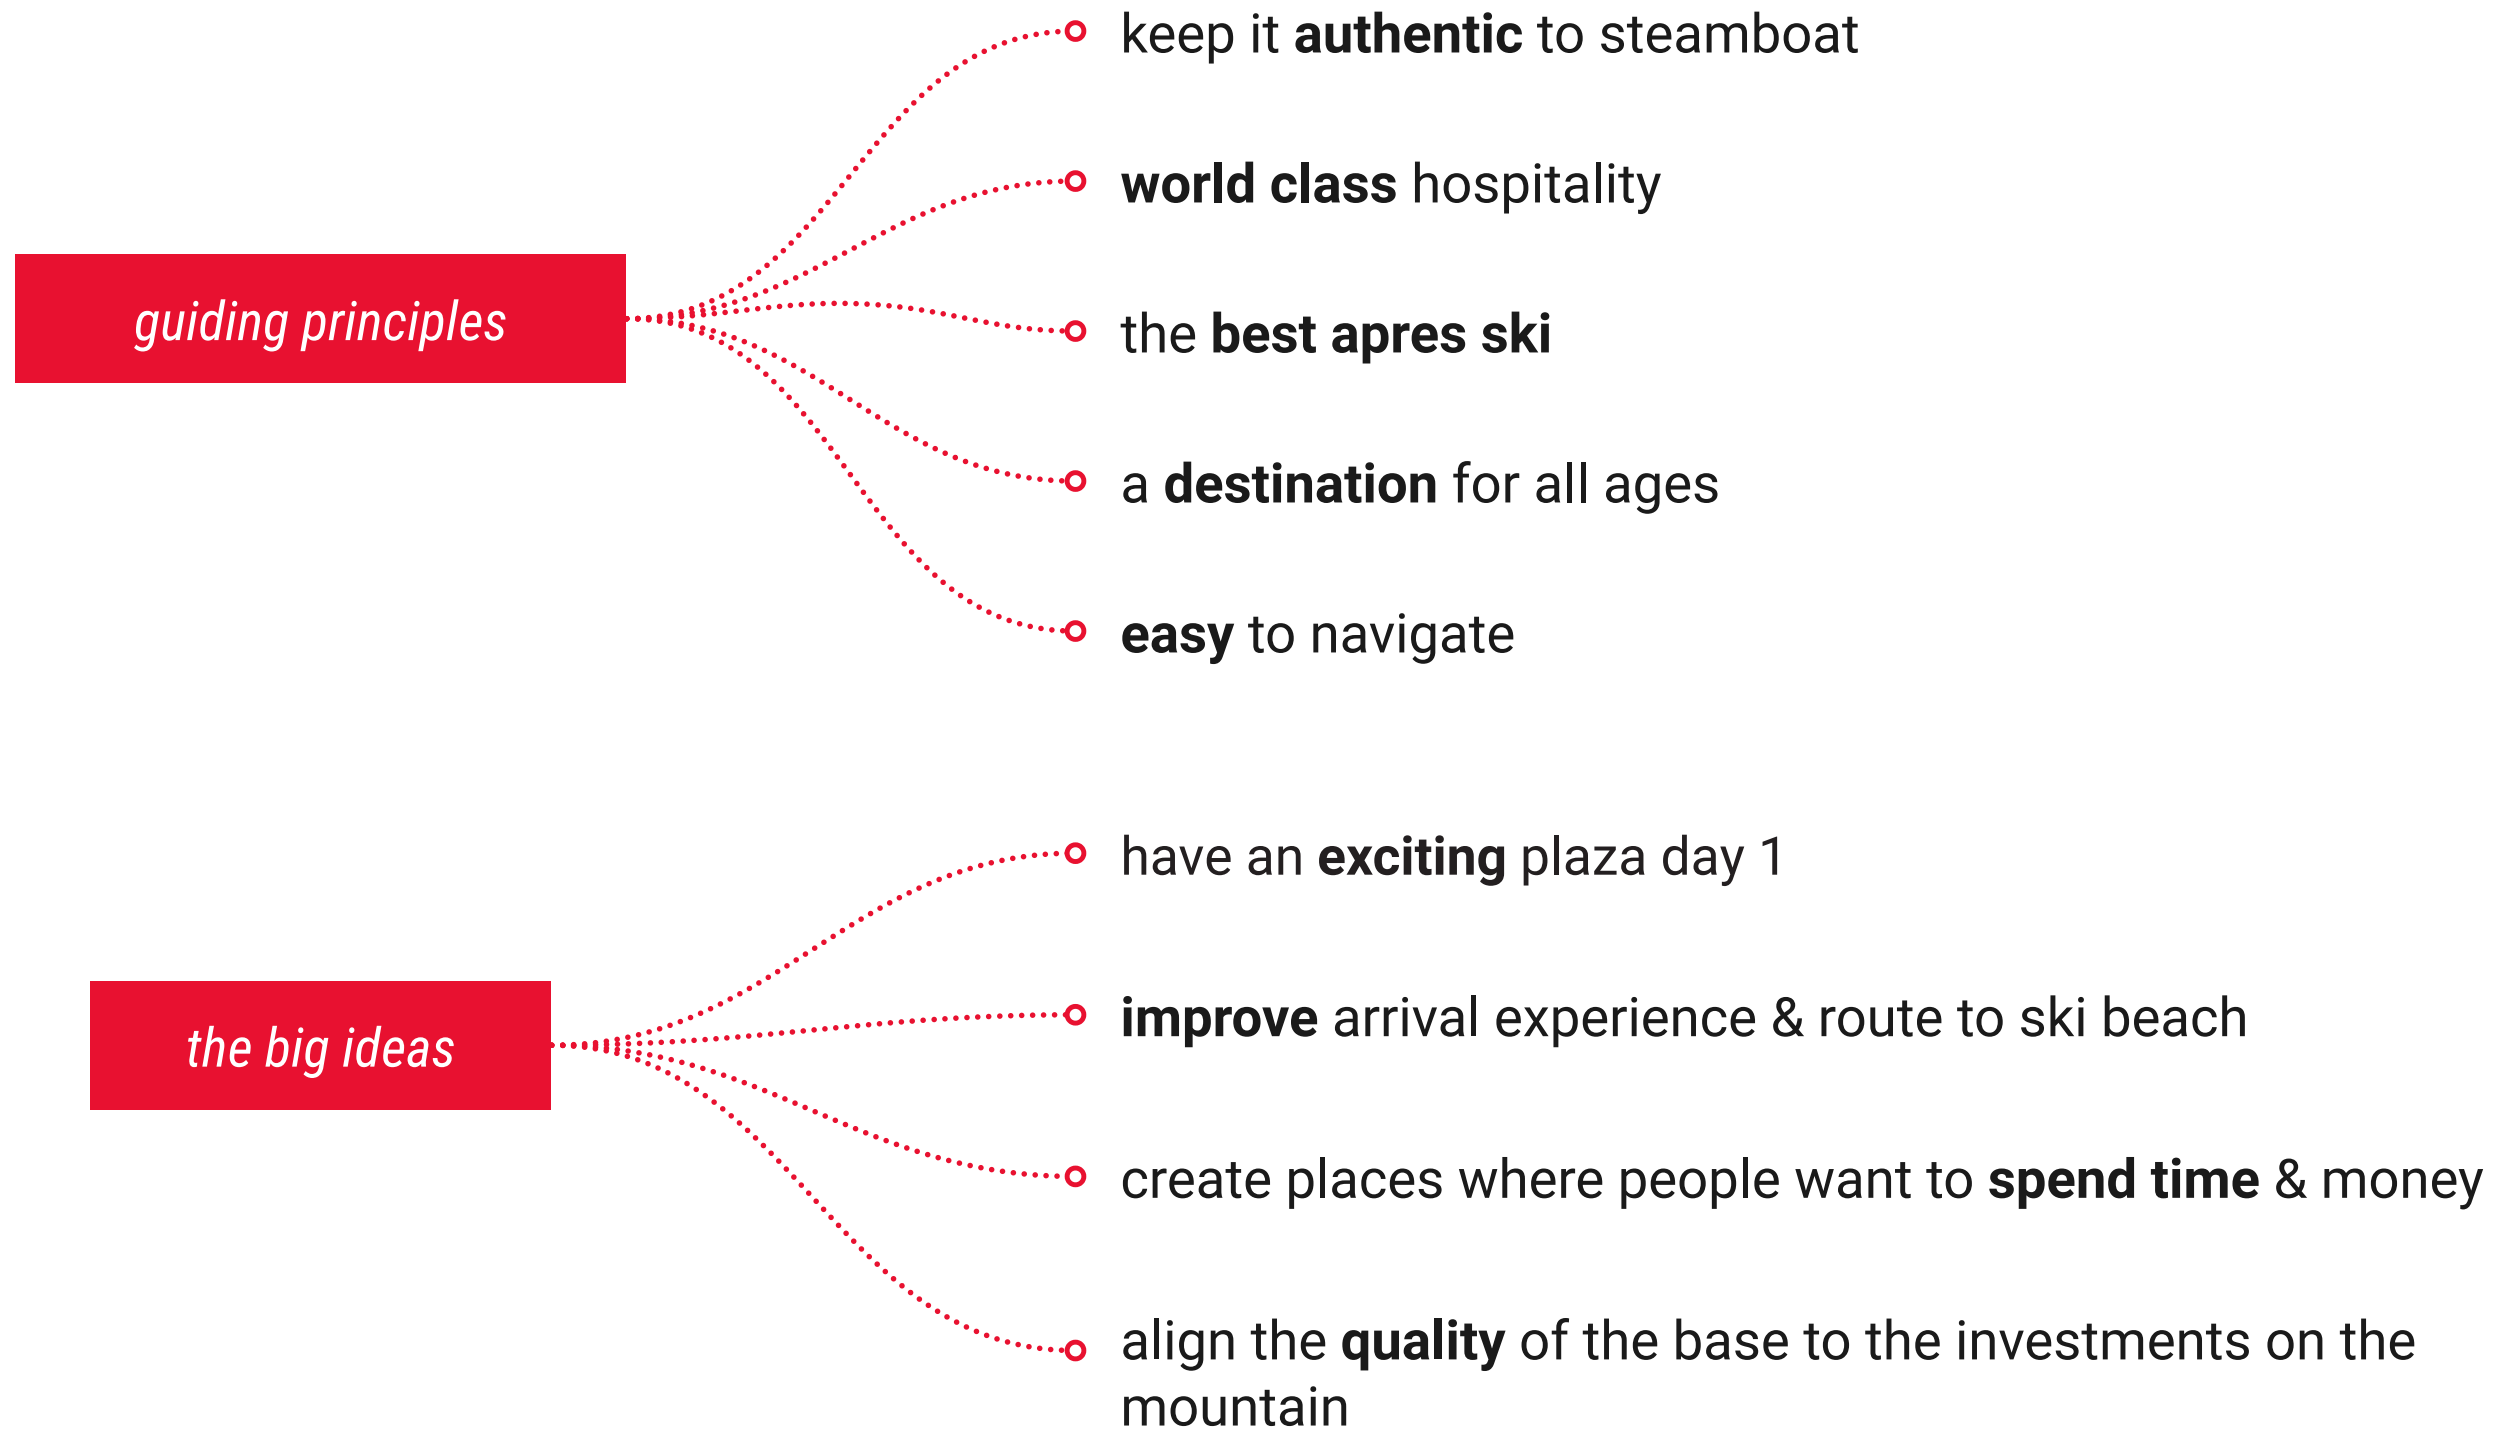 keep it authentic to steamboat
world class hospitality
guiding principles
the best apres ski
a destination for all ages
easy to navigate
have an exciting plaza day 1
improve arrival experience & route to ski beach
the big ideas
create places where people want to spend time & money
align the quality of the base to the investments on the
mountain